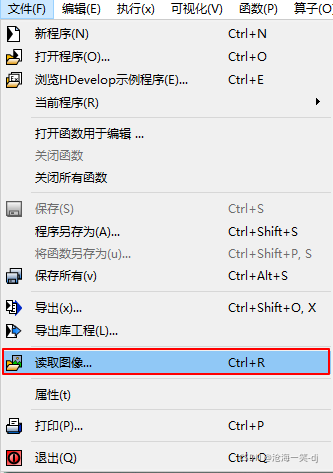 文件(F) 编辑(E) 执行(x) 可视化(V) 函数(P) 算子(O)
新程序(N) Ctrl+N
打开程序(O)... Ctrl+O
浏览HDevelop示例程序(E)... Ctrl+E
当前程序(R)
打开函数用于编辑 ...
关闭函数
关闭所有函数
保存(S) Ctrl+S
程序另存为(A)... Ctrl+Shift+S
将函数另存为(u)... Ctrl+Shift+P, S
保存所有(v) Ctrl+Alt+S
导出(x)... Ctrl+Shift+O, X
导出库工程(L)...
读取图像... Ctrl+R
属性(t)
打印(P)... Ctrl+P
退出(Q) Ctrl+Q
@沧海一笑-dj